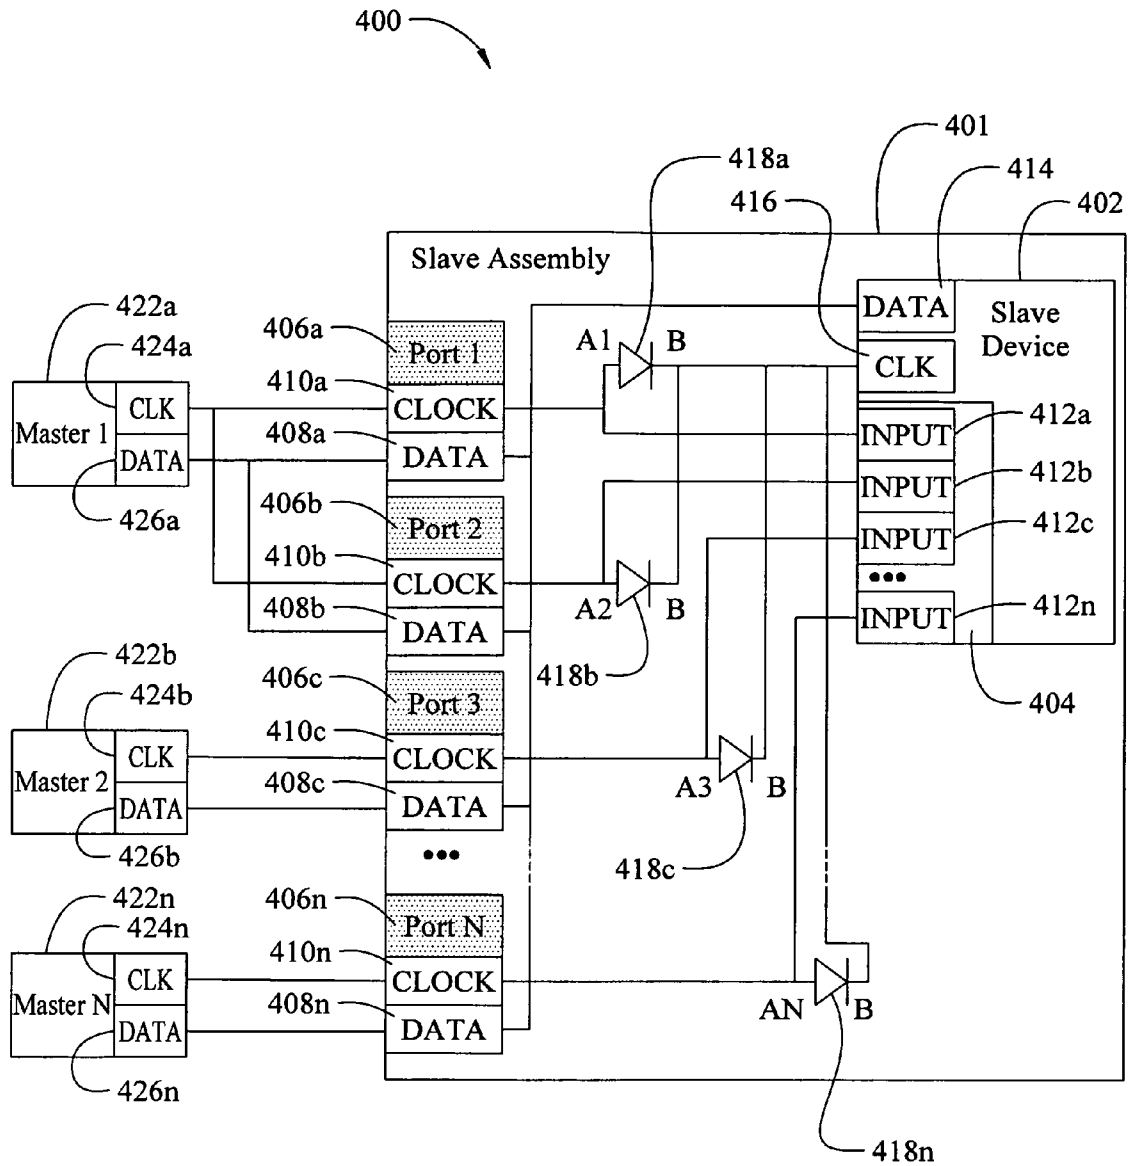 400
401
418a
414
416
402
Slave Assembly
422a
DATA
Slave
Device
406a
A1
B
424a
Port 1
410a
CLK
CLK
CLOCK
412a
Master 1
408a
INPUT
DATA
DATA
412b
406b
INPUT
426a
Port 2
412c
410b
INPUT
•••
CLOCK
A2
B
412n
408b
INPUT
DATA
422b
406c
418b
424b
Port 3
404
410c
CLK
CLOCK
Master 2
408c
A3
B
DATA
DATA
426b
•••
418c
422n
406n
424n
Port N
410n
CLK
CLOCK
Master N
408n
AN
B
DATA
DATA
426n
418n